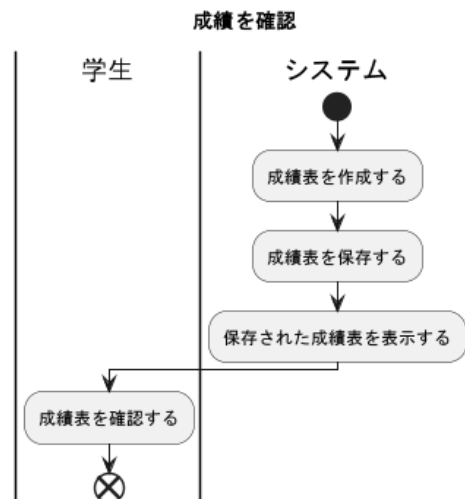 成績を確認
学生
システム
成績表を作成する
成績表を保存する
保存された成績表を表示する
成績表を確認する